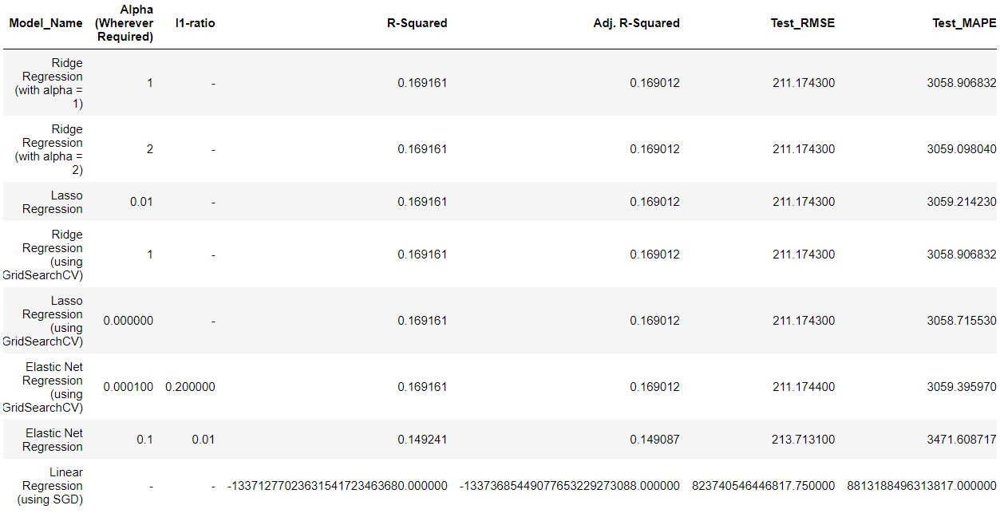 Model_Name Alpha (Wherever Required) l1-ratio R-Squared Adj. R-Squared Test_RMSE Test_MAPE
Ridge Regression (with alpha = 1) 1 - 0.169161 0.169012 211.174300 3058.906832
Ridge Regression (with alpha = 2) 2 - 0.169161 0.169012 211.174300 3059.098040
Lasso Regression 0.01 - 0.169161 0.169012 211.174300 3059.214230
Ridge Regression (using GridSearchCV) 1 - 0.169161 0.169012 211.174300 3058.906832
Lasso Regression (using GridSearchCV) 0.000000 - 0.169161 0.169012 211.174300 3058.715530
Elastic Net Regression (using GridSearchCV) 0.000100 0.200000 0.169161 0.169012 211.174400 3059.395970
Elastic Net Regression 0.1 0.01 0.149241 0.149087 213.713100 3471.608717
Linear Regression (using SGD) - - -13371277023631541723463680.000000 -13373685449077653229273088.000000 823740546446817.750000 8813188496313817.000000